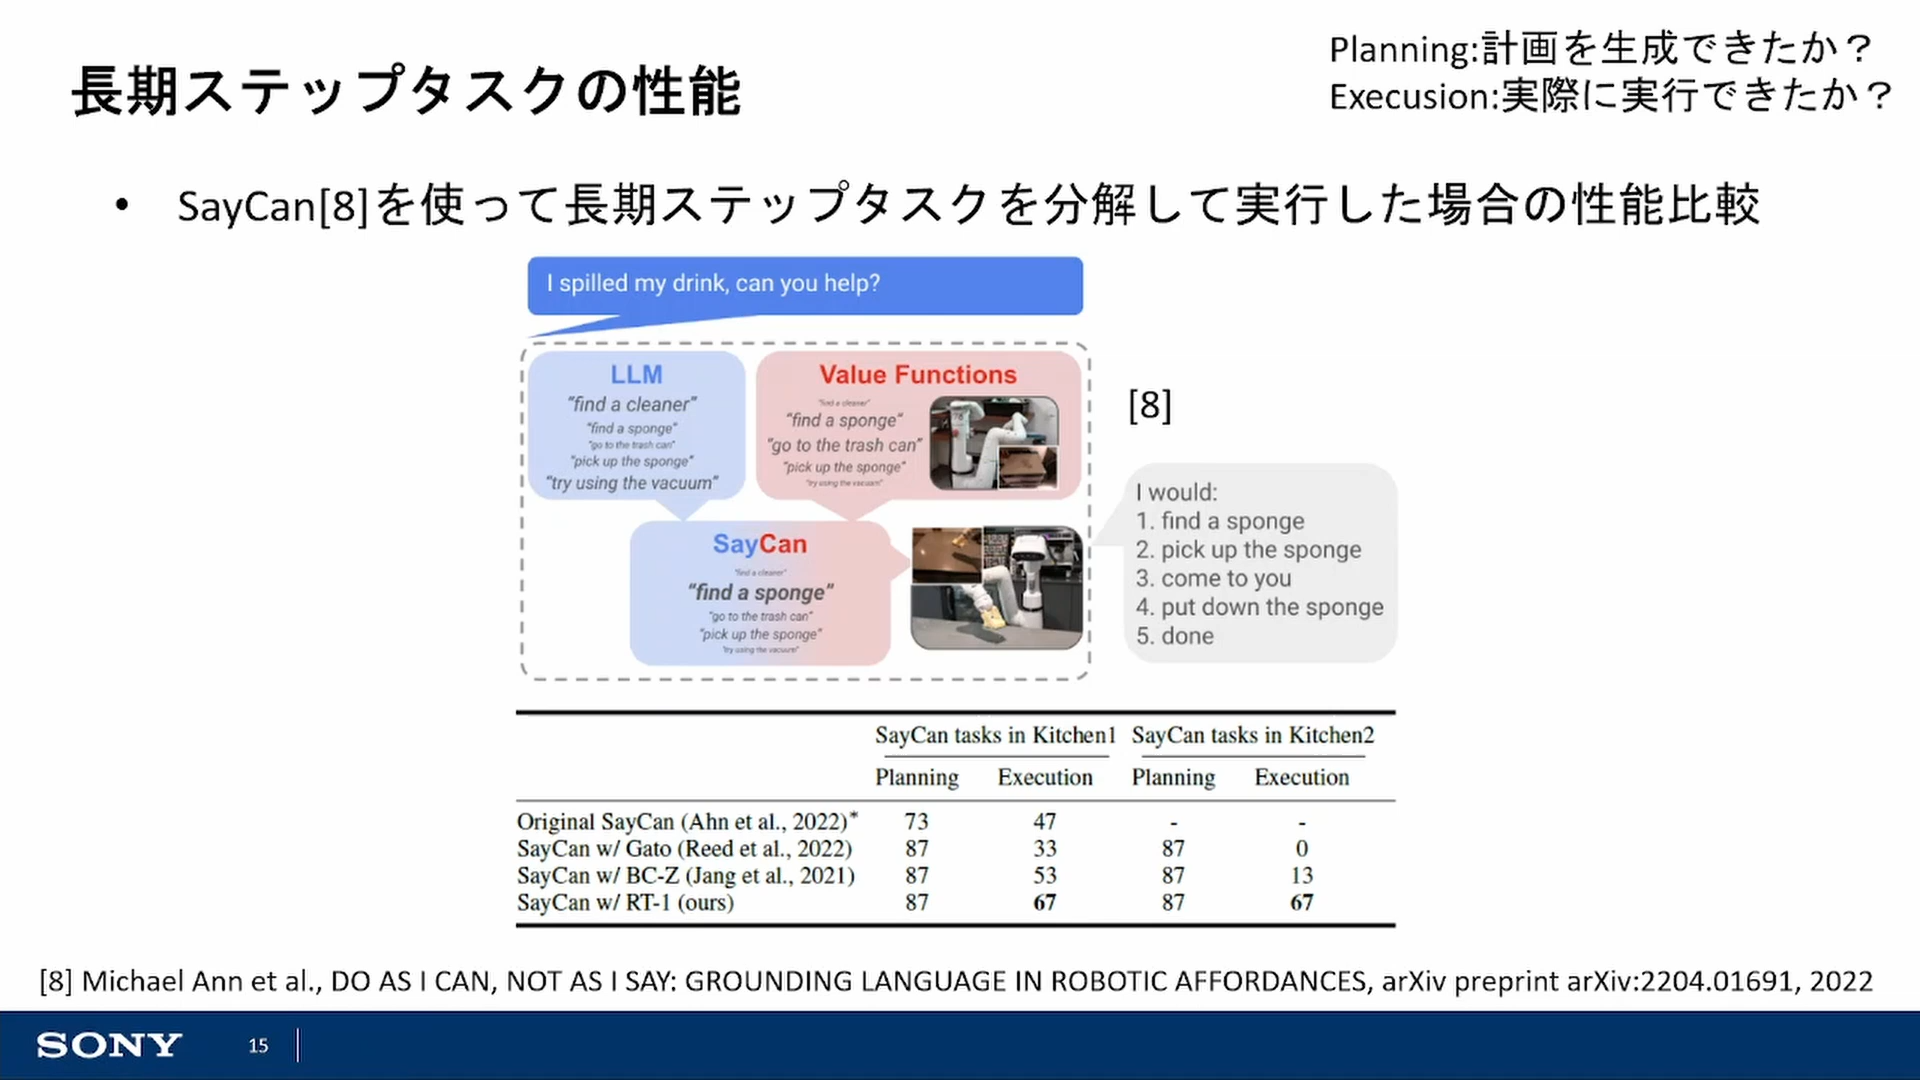 長期ステップタスクの性能
Planning:計画を生成できたか？
Execusion:実際に実行できたか？
• SayCan[8]を使って長期ステップタスクを分解して実行した場合の性能比較
I spilled my drink, can you help?
LLM
“find a cleaner”
“find a sponge”
“go to the trash can”
“pick up the sponge”
“try using the vacuum”
Value Functions
“find a cleaner”
“find a sponge”
“go to the trash can”
“pick up the sponge”
“try using the vacuum”
[8]
SayCan
“find a cleaner”
“find a sponge”
“go to the trash can”
“pick up the sponge”
“try using the vacuum”
I would:
1. find a sponge
2. pick up the sponge
3. come to you
4. put down the sponge
5. done
SayCan tasks in Kitchen1 SayCan tasks in Kitchen2
Planning Execution Planning Execution
Original SayCan (Ahn et al., 2022)* 73 47 - -
SayCan w/ Gato (Reed et al., 2022) 87 33 87 0
SayCan w/ BC-Z (Jang et al., 2021) 87 53 87 13
SayCan w/ RT-1 (ours) 87 67 87 67
[8] Michael Ann et al., DO AS I CAN, NOT AS I SAY: GROUNDING LANGUAGE IN ROBOTIC AFFORDANCES, arXiv preprint arXiv:2204.01691, 2022
SONY 15